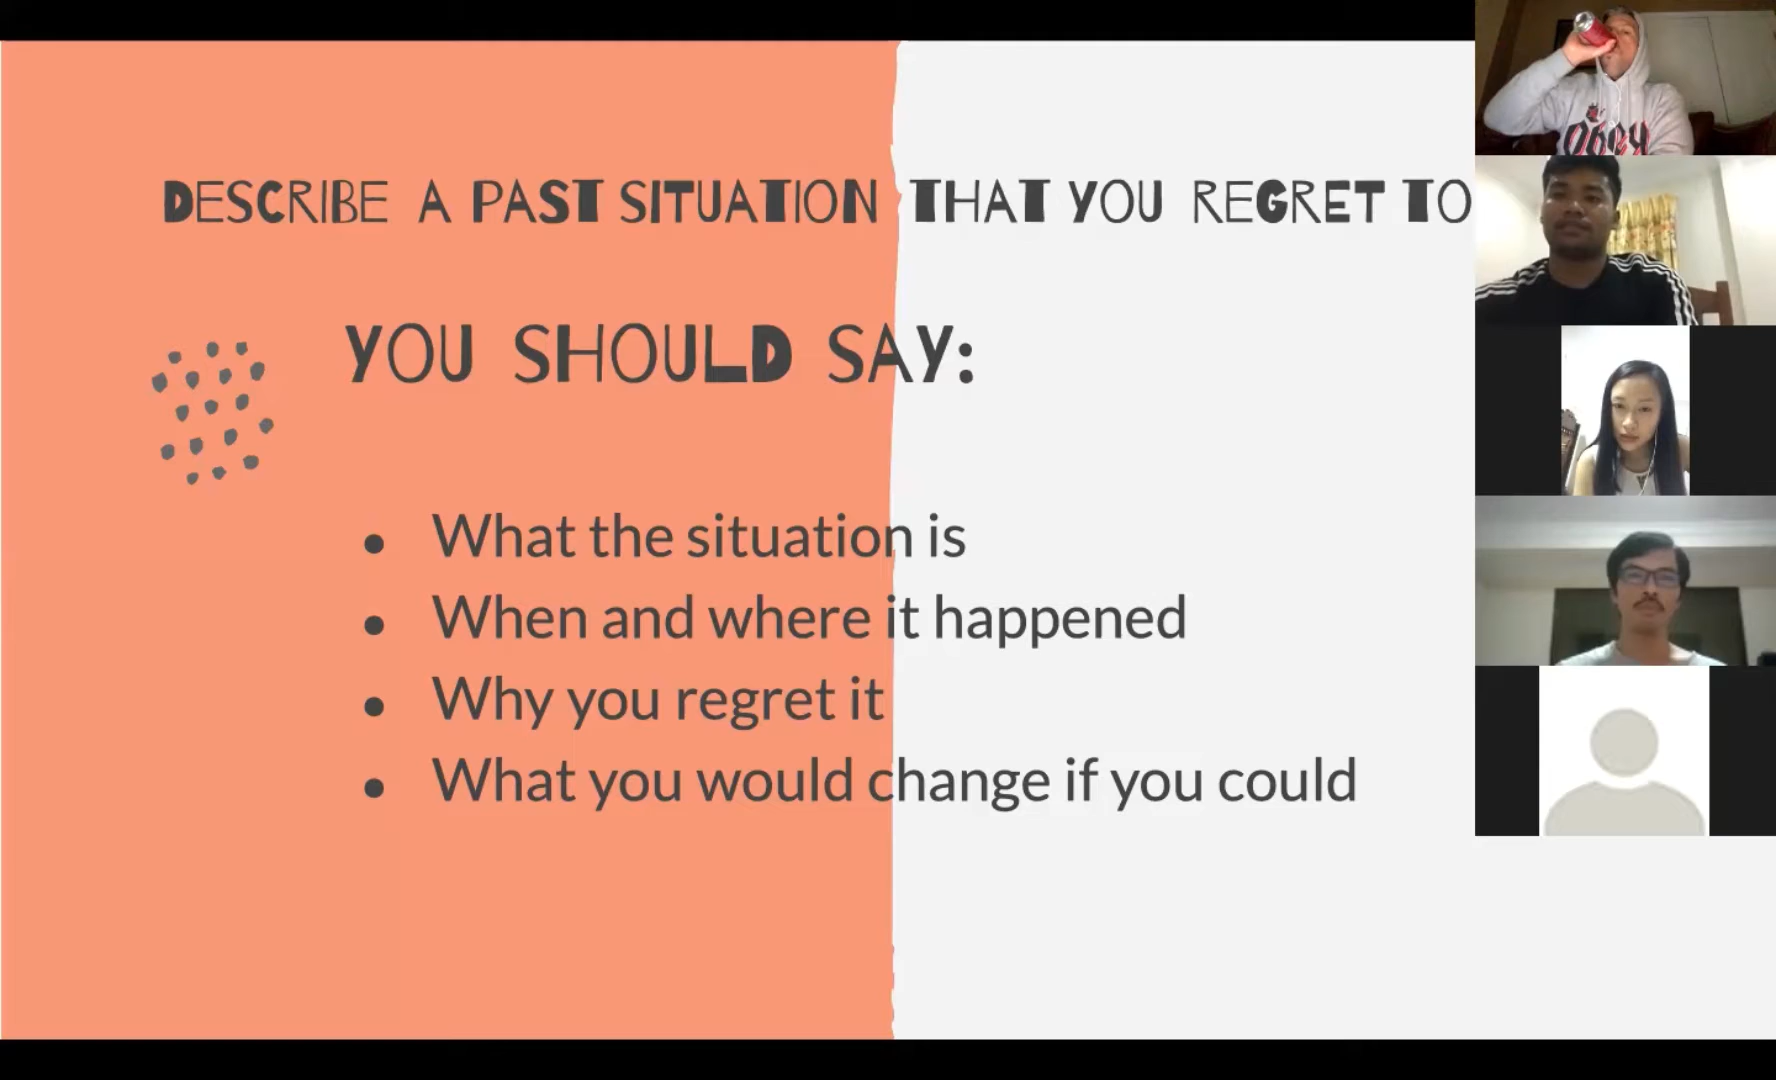 DESCRIBE A PAST SITUATION THAT YOU REGRET TO
YOU SHOULD SAY:
• What the situation is
• When and where it happened
• Why you regret it
• What you would change if you could
Obey